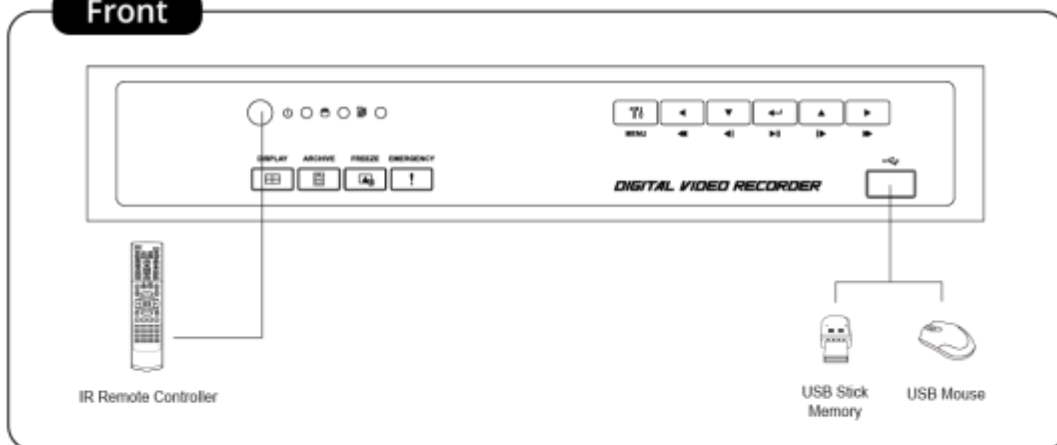 Front
DISPLAY ARCHIVE FREEZE EMERGENCY
MENU
DIGITAL VIDEO RECORDER
IR Remote Controller
USB Stick
Memory
USB Mouse